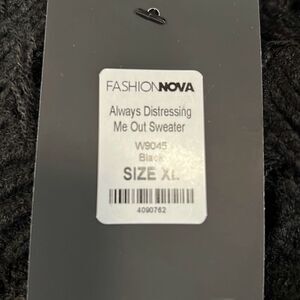 FASHIONNOVA
Always Distressing
Me Out Sweater
W9045
Black
SIZE XL
4090762